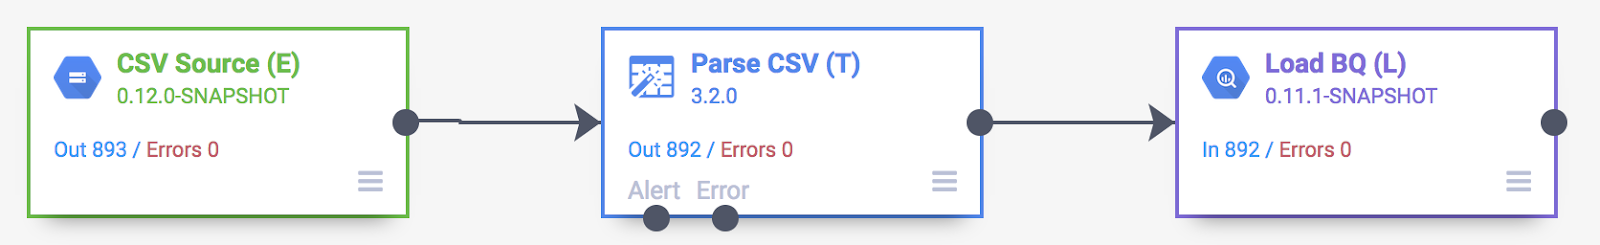 CSV Source (E)
0.12.0-SNAPSHOT
Out 893 / Errors 0
Parse CSV (T)
3.2.0
Out 892 / Errors 0
Alert Error
Load BQ (L)
0.11.1-SNAPSHOT
In 892 / Errors 0